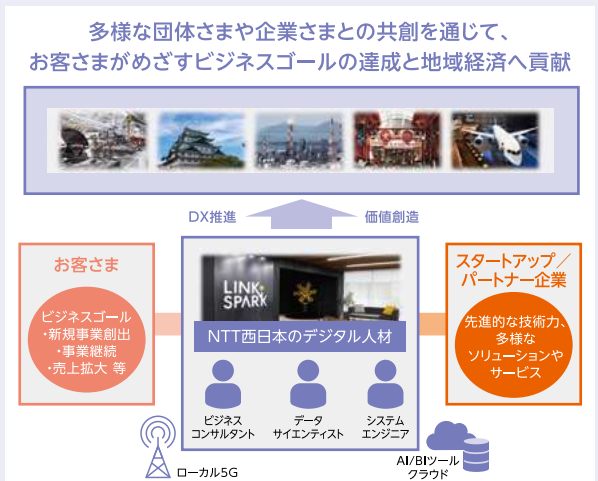 多様な団体さまや企業さまとの共創を通じて、
お客さまがめざすビジネスゴールの達成と地域経済へ貢献
DX推進
価値創造
お客さま
ビジネスゴール
・新規事業創出
・事業継続
・売上拡大 等
LINK
SPARK
NTT西日本のデジタル人材
ビジネス
コンサルタント
データ
サイエンティスト
システム
エンジニア
スタートアップ／
パートナー企業
先進的な技術力、
多様な
ソリューションや
サービス
ローカル5G
AI/BIツール
クラウド